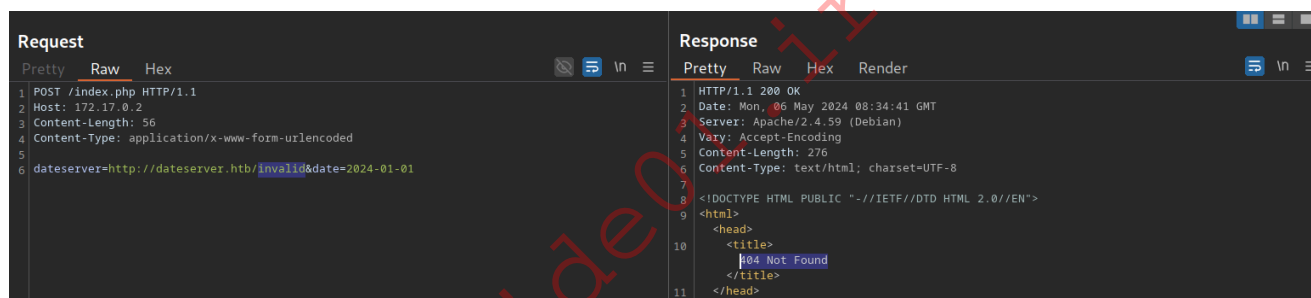 Request
Pretty Raw Hex
\n
1 POST /index.php HTTP/1.1
2 Host: 172.17.0.2
3 Content-Length: 56
4 Content-Type: application/x-www-form-urlencoded
5
6 dateserver=http://dateserver.htb/invalid&date=2024-01-01
Response
Pretty Raw Hex Render
\n
1 HTTP/1.1 200 OK
2 Date: Mon, 06 May 2024 08:34:41 GMT
3 Server: Apache/2.4.59 (Debian)
4 Vary: Accept-Encoding
5 Content-Length: 276
6 Content-Type: text/html; charset=UTF-8
7
8 <!DOCTYPE HTML PUBLIC "-//IETF//DTD HTML 2.0//EN">
9 <html>
<head>
10 <title>
404 Not Found
</title>
11 </head>